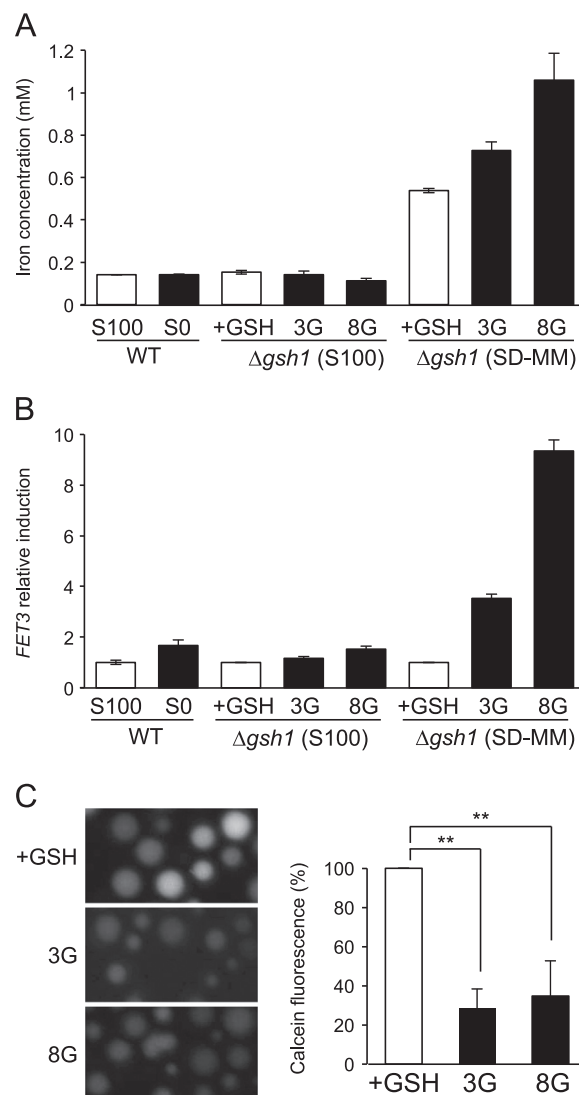 A
Iron concentration (mM)
1.2
1
0.8
0.6
0.4
0.2
0
S100 S0 +GSH 3G 8G +GSH 3G 8G
WT Δgsh1 (S100) Δgsh1 (SD-MM)
B
FET3 relative induction
10
8
6
4
2
0
S100 S0 +GSH 3G 8G +GSH 3G 8G
WT Δgsh1 (S100) Δgsh1 (SD-MM)
C
+GSH
3G
8G
Calcein fluorescence (%)
**
**
100
80
60
40
20
0
+GSH 3G 8G